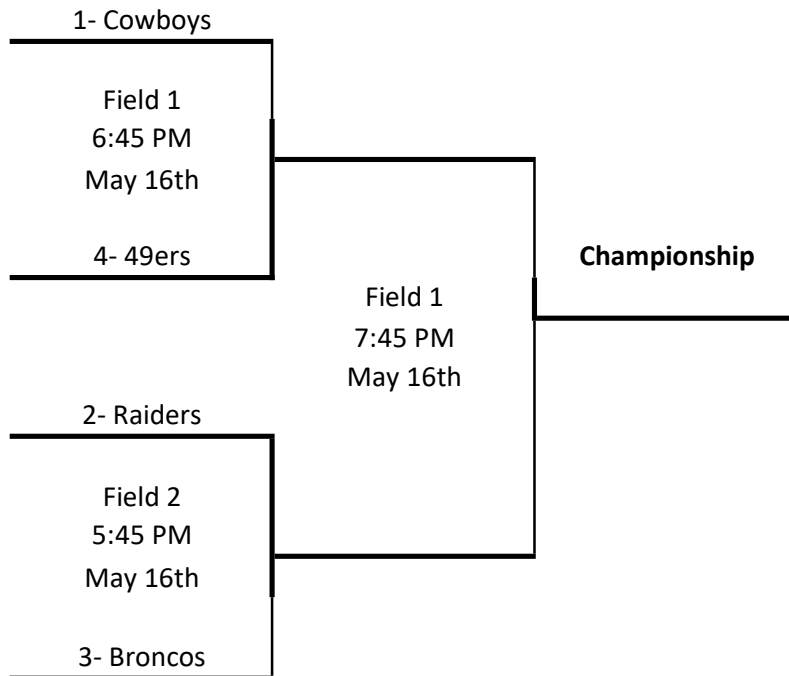 1- Cowboys
Field 1
6:45 PM
May 16th
4- 49ers
Championship
Field 1
7:45 PM
May 16th
2- Raiders
Field 2
5:45 PM
May 16th
3- Broncos